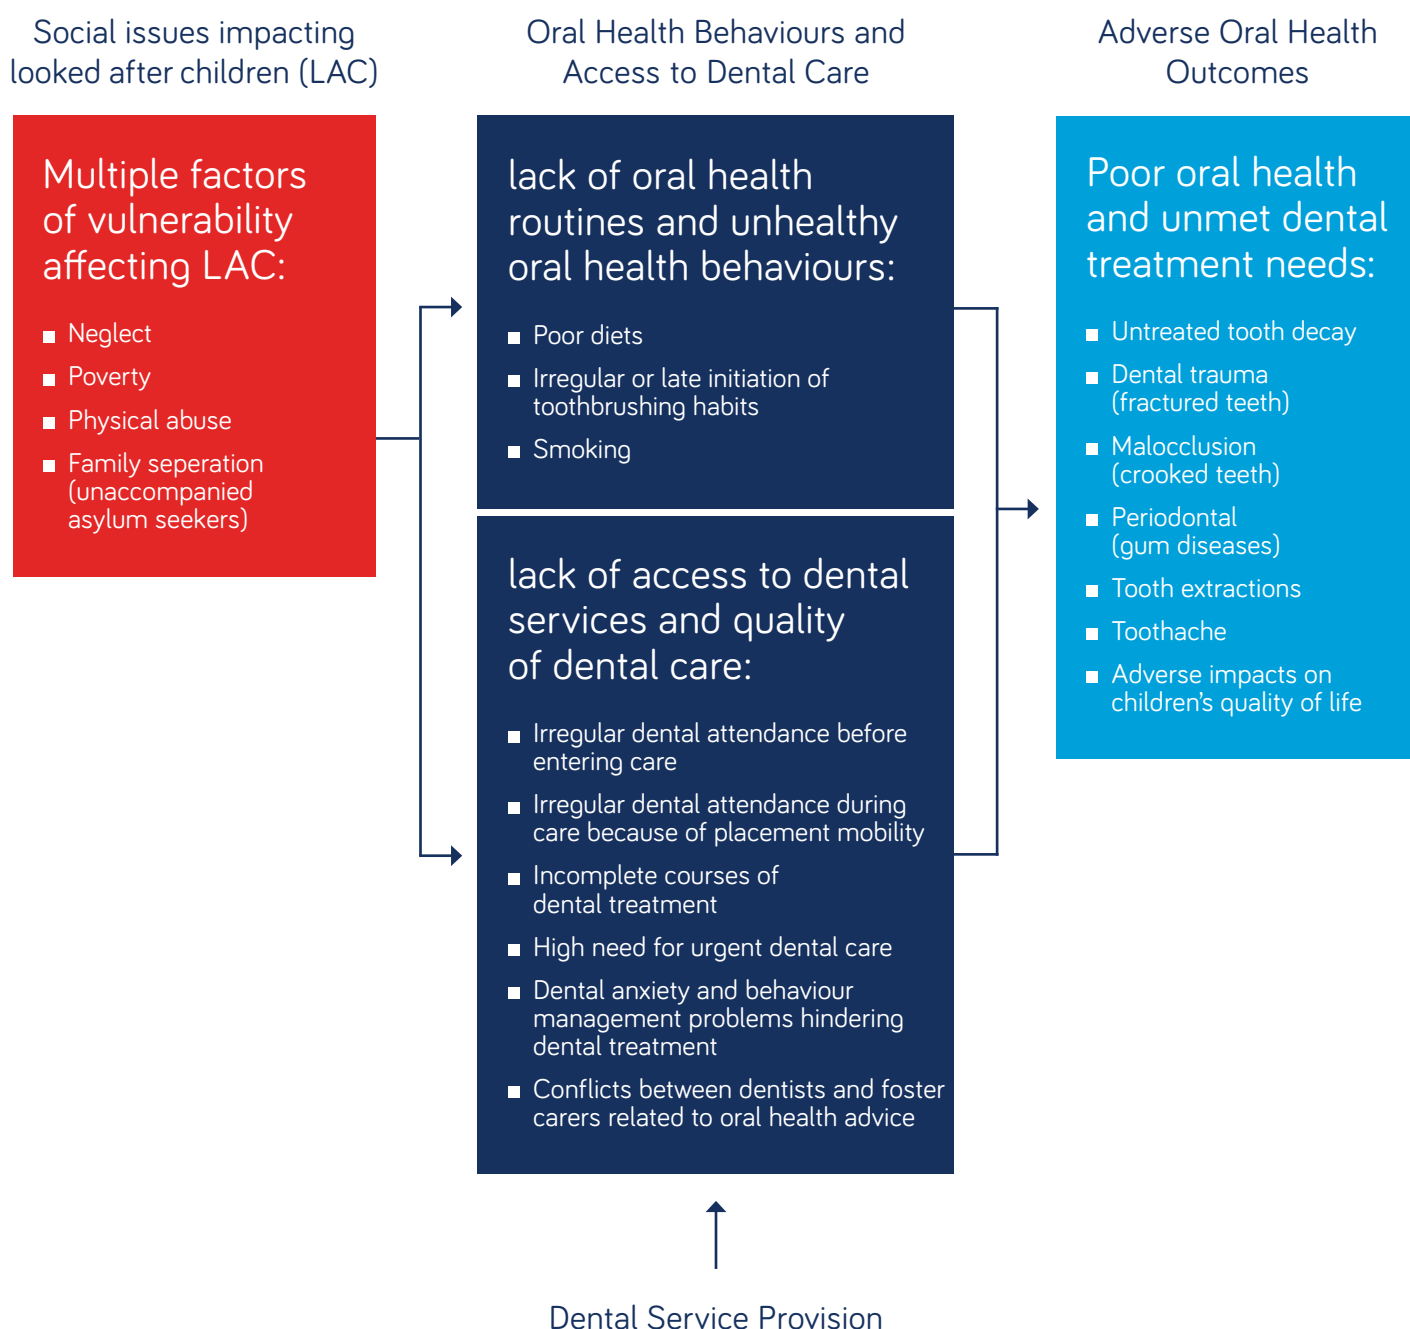 Social issues impacting
looked after children (LAC)
Multiple factors
of vulnerability
affecting LAC:
Neglect
Poverty
Physical abuse
Family seperation
(unaccompanied
asylum seekers)
Oral Health Behaviours and
Access to Dental Care
lack of oral health
routines and unhealthy
oral health behaviours:
Poor diets
Irregular or late initiation of
toothbrushing habits
Smoking
lack of access to dental
services and quality
of dental care:
Irregular dental attendance before
entering care
Irregular dental attendance during
care because of placement mobility
Incomplete courses of
dental treatment
High need for urgent dental care
Dental anxiety and behaviour
management problems hindering
dental treatment
Conflicts between dentists and foster
carers related to oral health advice
Dental Service Provision
Adverse Oral Health
Outcomes
Poor oral health
and unmet dental
treatment needs:
Untreated tooth decay
Dental trauma
(fractured teeth)
Malocclusion
(crooked teeth)
Periodontal
(gum diseases)
Tooth extractions
Toothache
Adverse impacts on
children’s quality of life